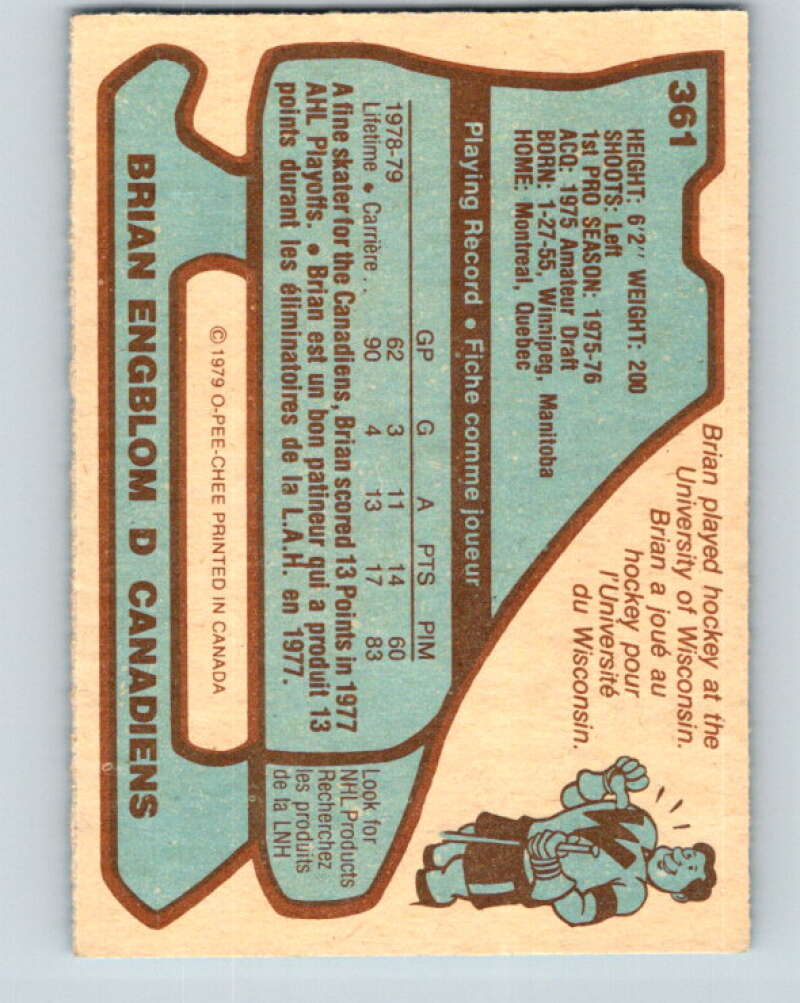 361
HEIGHT: 6'2" WEIGHT: 200
SHOOTS: Left
1st PRO SEASON: 1975-76
ACQ: 1975 Amateur Draft
BORN: 1-27-55, Winnipeg, Manitoba
HOME: Montreal, Quebec
Brian played hockey at the
University of Wisconsin.
Brian a joué au
hockey pour
l'Université
du Wisconsin.
Playing Record • Fiche comme joueur
GP G A PTS PIM
1978-79 62 3 11 14 60
Lifetime • Carrière .. 90 4 13 17 83
A fine skater for the Canadiens, Brian scored 13 Points in 1977
AHL Playoffs. • Brian est un bon patineur qui a produit 13
points durant les éliminatoires de la L.A.H. en 1977.
Look for
NHL Products
Recherchez
les produits
de la LNH
© 1979 O-PEE-CHEE PRINTED IN CANADA
BRIAN ENGBLOM D CANADIENS